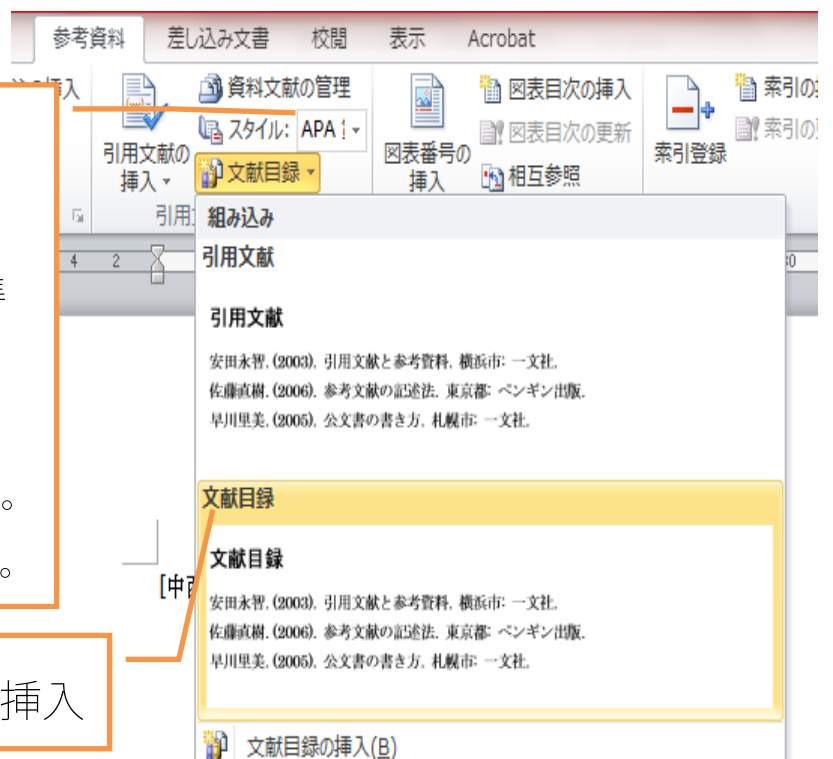 参考資料 差し込み文書 校閲 表示 Acrobat
挿入
資料文献の管理
スタイル: APA
文献目録
引用文献の
挿入
図表目次の挿入
図表目次の更新
相互参照
図表番号の
挿入
索引登録
索引の
索引の
引用
4 2
組み込み
引用文献
引用文献
安田永智. (2003). 引用文献と参考資料. 横浜市: 一文社.
佐藤直樹. (2006). 参考文献の記述法. 東京都: ペンギン出版.
早川里美. (2005). 公文書の書き方. 札幌市: 一文社.
文献目録
文献目録
安田永智. (2003). 引用文献と参考資料. 横浜市: 一文社.
佐藤直樹. (2006). 参考文献の記述法. 東京都: ペンギン出版.
早川里美. (2005). 公文書の書き方. 札幌市: 一文社.
文献目録の挿入(B)
。
。
[中西
挿入